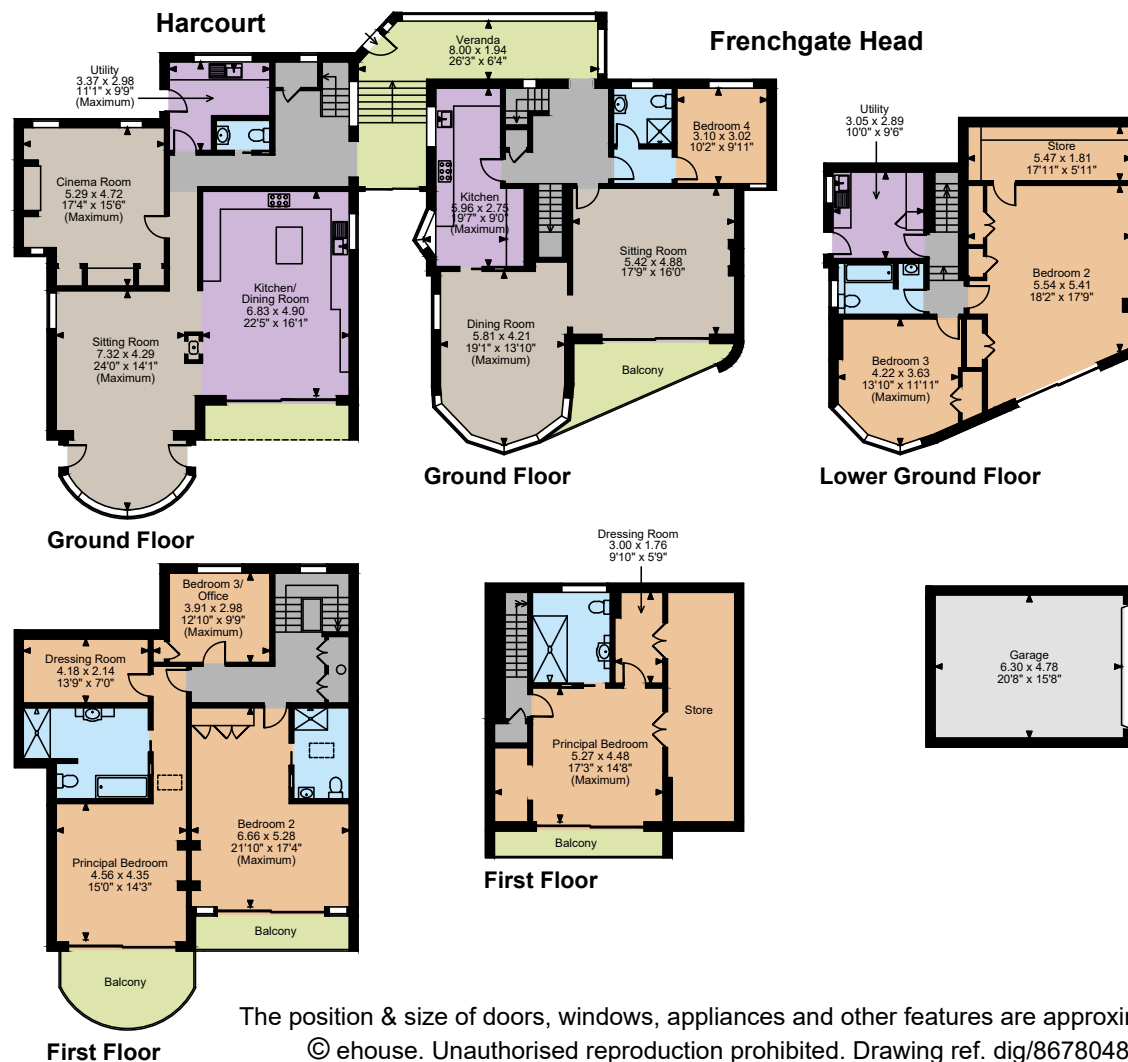 Harcourt
Frenchgate Head
Veranda
8.00 x 1.94
26'3" x 6'4"
Utility
3.37 x 2.98
11'1" x 9'9"
(Maximum)
Cinema Room
5.29 x 4.72
17'4" x 15'6"
(Maximum)
Kitchen/
Dining Room
6.83 x 4.90
22'5" x 16'1"
Sitting Room
7.32 x 4.29
24'0" x 14'1"
(Maximum)
Ground Floor
Kitchen
5.96 x 2.75
19'7" x 9'0"
(Maximum)
Bedroom 4
3.10 x 3.02
10'2" x 9'11"
Sitting Room
5.42 x 4.88
17'9" x 16'0"
Dining Room
5.81 x 4.21
19'1" x 13'10"
(Maximum)
Balcony
Ground Floor
Utility
3.05 x 2.89
10'0" x 9'6"
Store
5.47 x 1.81
17'11" x 5'11"
Bedroom 2
5.54 x 5.41
18'2" x 17'9"
Bedroom 3
4.22 x 3.63
13'10" x 11'11"
(Maximum)
Lower Ground Floor
Bedroom 3/
Office
3.91 x 2.98
12'10" x 9'9"
(Maximum)
Dressing Room
4.18 x 2.14
13'9" x 7'0"
Bedroom 2
6.66 x 5.28
21'10" x 17'4"
(Maximum)
Principal Bedroom
4.56 x 4.35
15'0" x 14'3"
Balcony
Balcony
First Floor
Dressing Room
3.00 x 1.76
9'10" x 5'9"
Store
Principal Bedroom
5.27 x 4.48
17'3" x 14'8"
(Maximum)
Balcony
First Floor
Garage
6.30 x 4.78
20'8" x 15'8"
The position & size of doors, windows, appliances and other features are approxi
© ehouse. Unauthorised reproduction prohibited. Drawing ref. dig/8678048